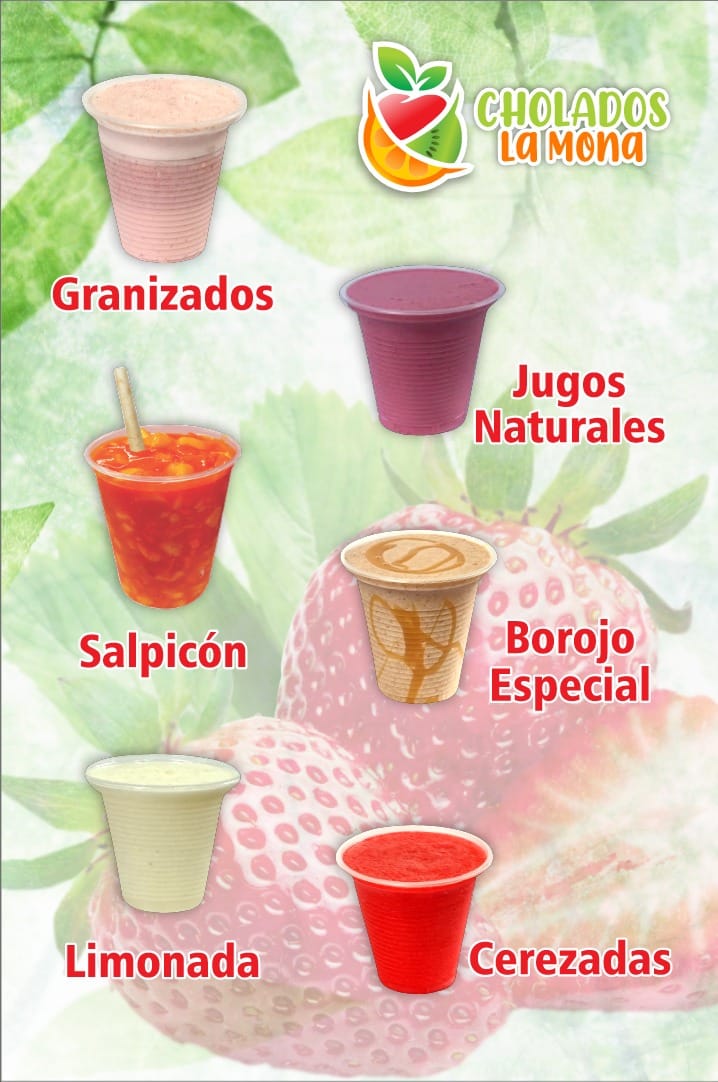 CHOLADOS
LA MONA
Granizados
Jugos
Naturales
Salpicón
Borojo
Especial
Limonada
Cerezadas